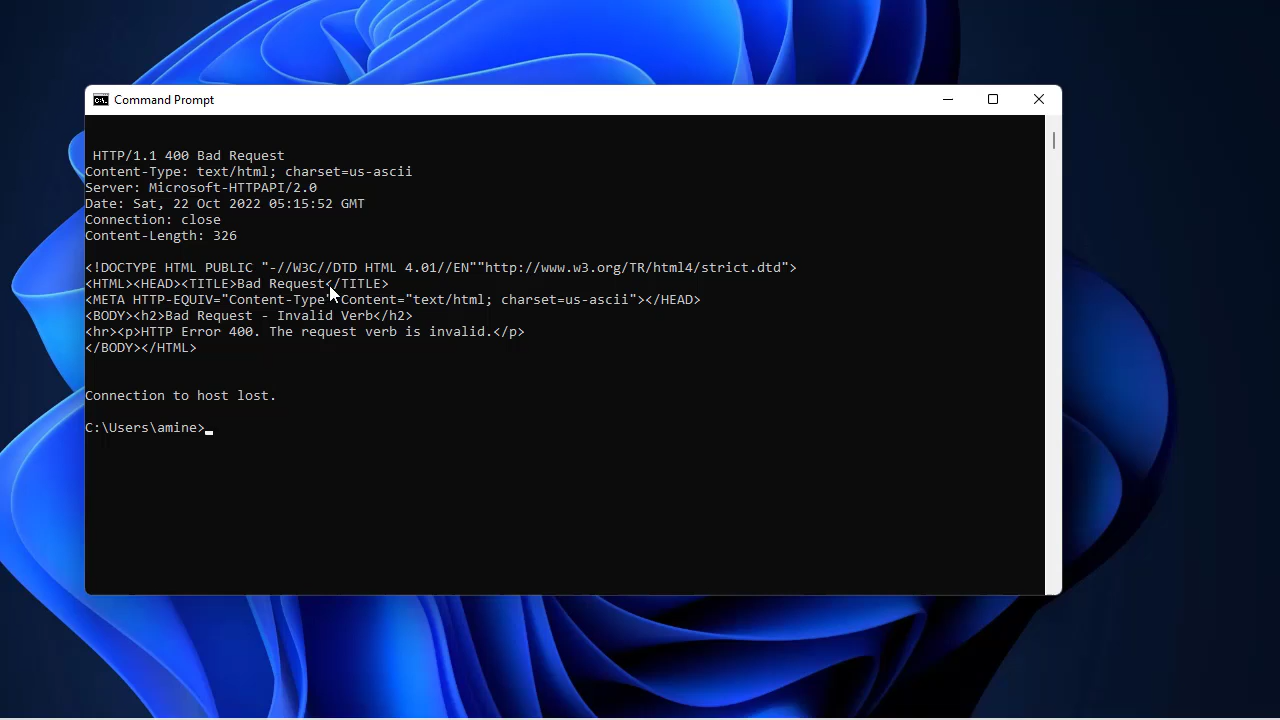 Command Prompt
HTTP/1.1 400 Bad Request
Content-Type: text/html; charset=us-ascii
Server: Microsoft-HTTPAPI/2.0
Date: Sat, 22 Oct 2022 05:15:52 GMT
Connection: close
Content-Length: 326
<!DOCTYPE HTML PUBLIC "-//W3C//DTD HTML 4.01//EN""http://www.w3.org/TR/html4/strict.dtd">
<HTML><HEAD><TITLE>Bad Request</TITLE>
<META HTTP-EQUIV="Content-Type" Content="text/html; charset=us-ascii"></HEAD>
<BODY><h2>Bad Request - Invalid Verb</h2>
<hr><p>HTTP Error 400. The request verb is invalid.</p>
</BODY></HTML>
Connection to host lost.
C:\Users\amine>